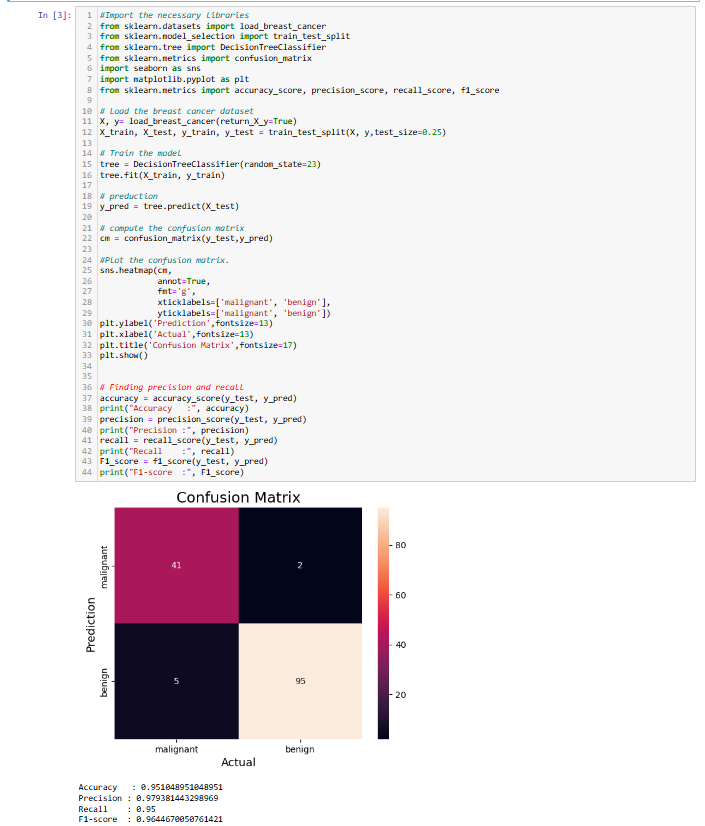 In [3]:
1 #Import the necessary libraries
2 from sklearn.datasets import load_breast_cancer
3 from sklearn.model_selection import train_test_split
4 from sklearn.tree import DecisionTreeClassifier
5 from sklearn.metrics import confusion_matrix
6 import seaborn as sns
7 import matplotlib.pyplot as plt
8 from sklearn.metrics import accuracy_score, precision_score, recall_score, f1_score
9
10 # Load the breast cancer dataset
11 X, y= load_breast_cancer(return_X_y=True)
12 X_train, X_test, y_train, y_test = train_test_split(X, y,test_size=0.25)
13
14 # Train the model
15 tree = DecisionTreeClassifier(random_state=23)
16 tree.fit(X_train, y_train)
17
18 # preduction
19 y_pred = tree.predict(X_test)
20
21 # compute the confusion matrix
22 cm = confusion_matrix(y_test,y_pred)
23
24 #Plot the confusion matrix.
25 sns.heatmap(cm,
26             annot=True,
27             fmt='g',
28             xticklabels=['malignant', 'benign'],
29             yticklabels=['malignant', 'benign'])
30 plt.ylabel('Prediction',fontsize=13)
31 plt.xlabel('Actual',fontsize=13)
32 plt.title('Confusion Matrix',fontsize=17)
33 plt.show()
34
35
36 # Finding precision and recall
37 accuracy = accuracy_score(y_test, y_pred)
38 print("Accuracy   :", accuracy)
39 precision = precision_score(y_test, y_pred)
40 print("Precision :", precision)
41 recall = recall_score(y_test, y_pred)
42 print("Recall    :", recall)
43 F1_score = f1_score(y_test, y_pred)
44 print("F1-score  :", F1_score)
Confusion Matrix
malignant
41
2
80
60
Prediction
40
benign
5
95
20
malignant
benign
Actual
Accuracy   : 0.951048951048951
Precision : 0.979381443298969
Recall    : 0.95
F1-score  : 0.9644670050761421